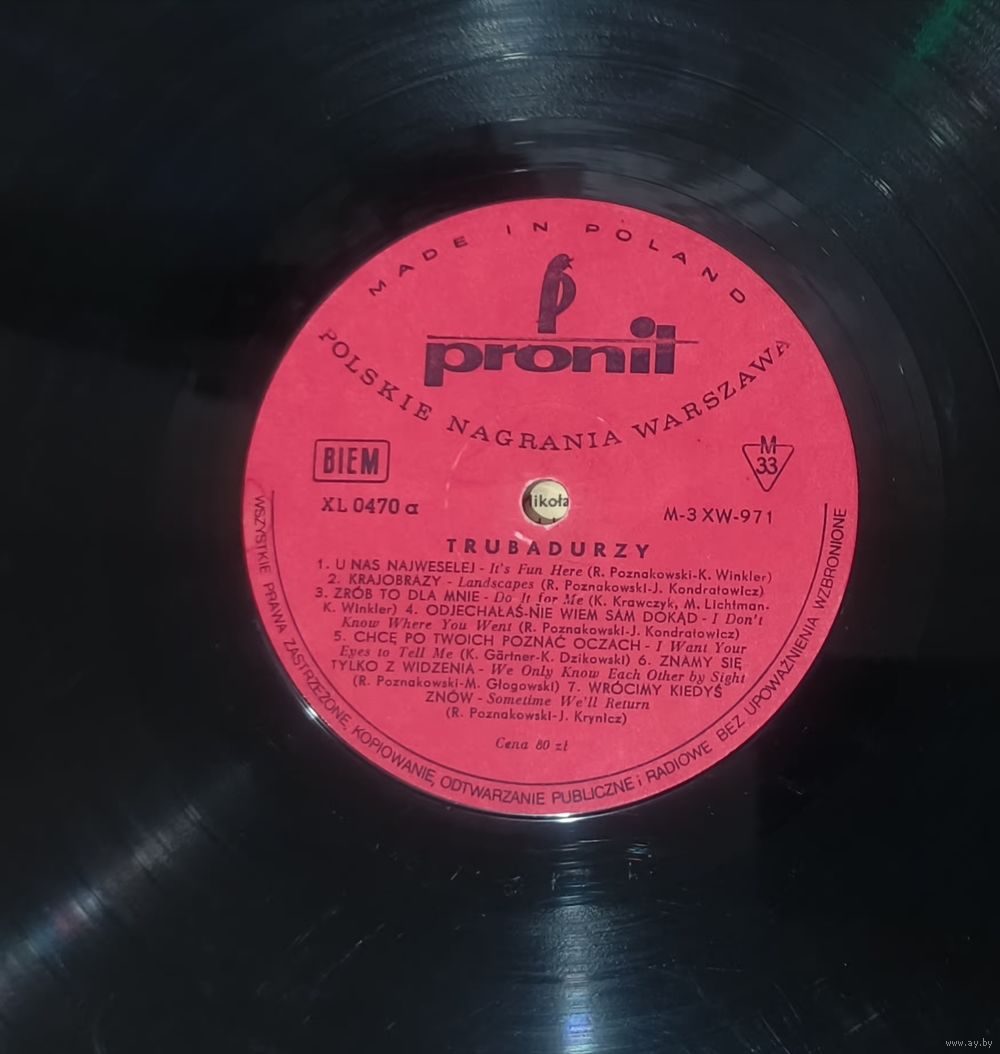 MADE IN POLAND
pronit
POLSKIE NAGRANIA WARSZAWA
BIEM
M
33
XL 0470 a
ikoła
M-3 XW-971
TRUBADURZY
1. U NAS NAJWESELEJ - It's Fun Here (R. Poznakowski-K. Winkler)
2. KRAJOBRAZY - Landscapes (R. Poznakowski-J. Kondratowicz)
3. ZRÓB TO DLA MNIE - Do It for Me (K. Krawczyk, M. Lichtman-
K. Winkler) 4. ODJECHAŁAŚ-NIE WIEM SAM DOKĄD - I Don't
Know Where You Went (R. Poznakowski-J. Kondratowicz)
5. CHCĘ PO TWOICH POZNAĆ OCZACH - I Want Your
Eyes to Tell Me (K. Gärtner-K. Dzikowski) 6. ZNAMY SIĘ
TYLKO Z WIDZENIA - We Only Know Each Other by Sight
(R. Poznakowski-M. Głogowski) 7. WRÓCIMY KIEDYŚ
ZNÓW - Sometime We'll Return
(R. Poznakowski-J. Krynicz)
Cena 80 zł
WSZYSTKIE PRAWA ZASTRZEŻONE, KOPIOWANIE, ODTWARZANIE PUBLICZNE i RADIOWE BEZ UPOWAŻNIENIA WZBRONIONE
www.ay.by